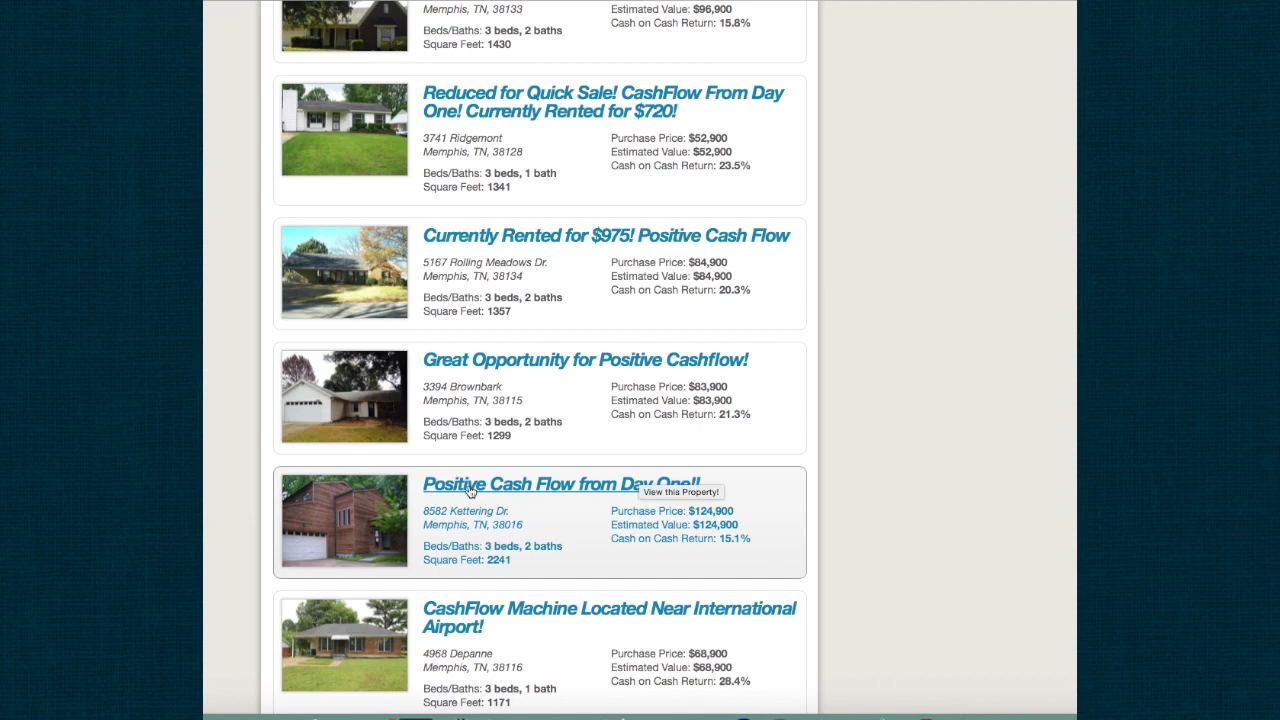 Memphis, TN, 38133
Estimated Value: $96,900
Cash on Cash Return: 15.8%
Beds/Baths: 3 beds, 2 baths
Square Feet: 1430
Reduced for Quick Sale! CashFlow From Day
One! Currently Rented for $720!
3741 Ridgemont
Memphis, TN, 38128
Purchase Price: $52,900
Estimated Value: $52,900
Cash on Cash Return: 23.5%
Beds/Baths: 3 beds, 1 bath
Square Feet: 1341
Currently Rented for $975! Positive Cash Flow
5167 Rolling Meadows Dr.
Memphis, TN, 38134
Purchase Price: $84,900
Estimated Value: $84,900
Cash on Cash Return: 20.3%
Beds/Baths: 3 beds, 2 baths
Square Feet: 1357
Great Opportunity for Positive Cashflow!
3394 Brownbark
Memphis, TN, 38115
Purchase Price: $83,900
Estimated Value: $83,900
Cash on Cash Return: 21.3%
Beds/Baths: 3 beds, 2 baths
Square Feet: 1299
Positive Cash Flow from Day One!!
View this Property!
8582 Kettering Dr.
Memphis, TN, 38016
Purchase Price: $124,900
Estimated Value: $124,900
Cash on Cash Return: 15.1%
Beds/Baths: 3 beds, 2 baths
Square Feet: 2241
CashFlow Machine Located Near International
Airport!
4968 Depanne
Memphis, TN, 38116
Purchase Price: $68,900
Estimated Value: $68,900
Cash on Cash Return: 28.4%
Beds/Baths: 3 beds, 1 bath
Square Feet: 1171